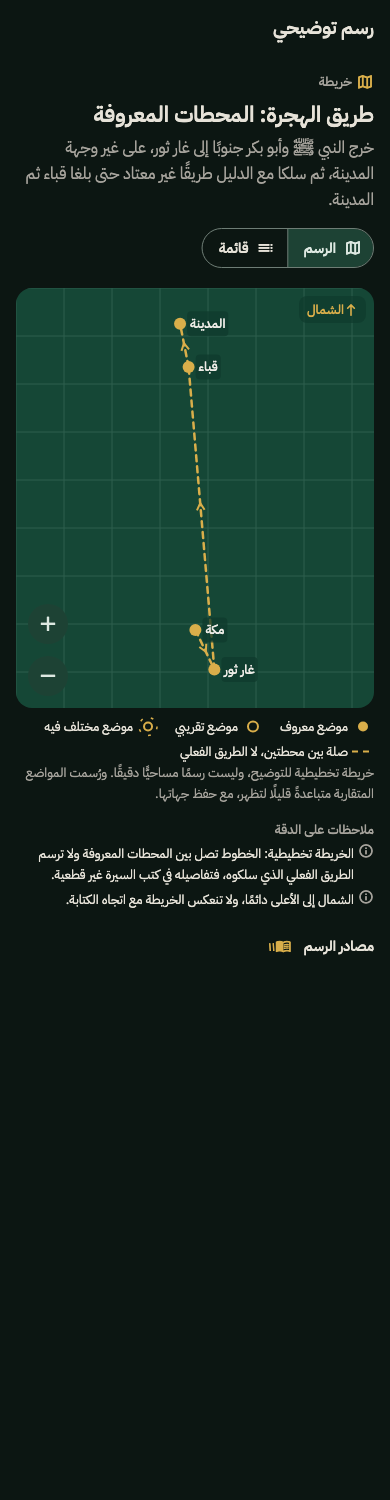 رسم توضيحي
خريطة
طريق الهجرة: المحطات المعروفة
خرج النبي ﷺ وأبو بكر جنوبًا إلى غار ثور، على غير وجهة
المدينة، ثم سلكا مع الدليل طريقًا غير معتاد حتى بلغا قباء ثم
المدينة.
الرسم
قائمة
↑الشمال
المدينة
قباء
مكة
غار ثور
+
−
موضع معروف
موضع تقريبي
موضع مختلف فيه
صلة بين محطتين، لا الطريق الفعلي
خريطة تخطيطية للتوضيح، وليست رسمًا مساحيًّا دقيقًا. ورُسمت المواضع
المتقاربة متباعدةً قليلًا لتظهر، مع حفظ جهاتها.
ملاحظات على الدقة
الخريطة تخطيطية: الخطوط تصل بين المحطات المعروفة ولا ترسم
الطريق الفعلي الذي سلكوه، فتفاصيله في كتب السيرة غير قطعية.
الشمال إلى الأعلى دائمًا، ولا تنعكس الخريطة مع اتجاه الكتابة.
مصادر الرسم